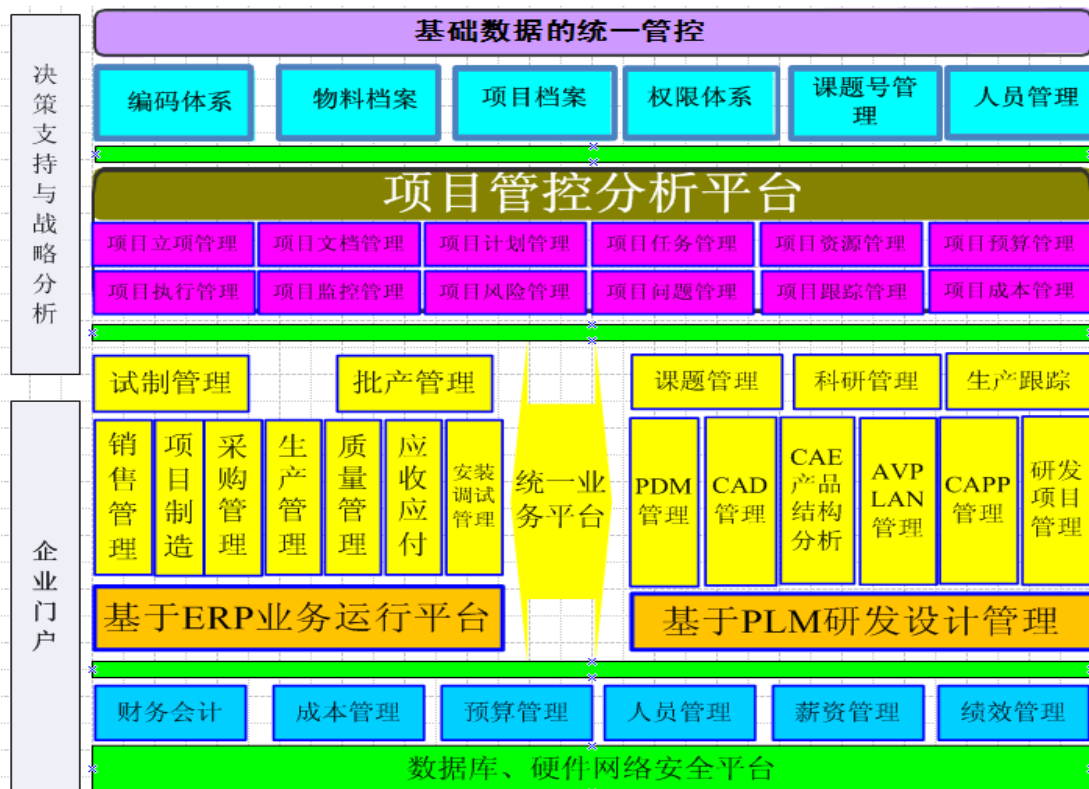 决策支持与战略分析
基础数据的统一管控
编码体系
物料档案
项目档案
权限体系
课题号管
理
人员管理
项目管控分析平台
项目立项管理
项目文档管理
项目计划管理
项目任务管理
项目资源管理
项目预算管理
项目执行管理
项目监控管理
项目风险管理
项目问题管理
项目跟踪管理
项目成本管理
企业门户
试制管理
批产管理
课题管理
科研管理
生产跟踪
销售管理
项目制造
采购管理
生产管理
质量管理
应收应付
安装
调试
管理
统一业
务平台
PDM
管理
CAD
管理
CAE
产品
结构
分析
AVP
LAN
管理
CAPP
管理
研发
项目
管理
基于ERP业务运行平台
基于PLM研发设计管理
财务会计
成本管理
预算管理
人员管理
薪资管理
绩效管理
数据库、硬件网络安全平台